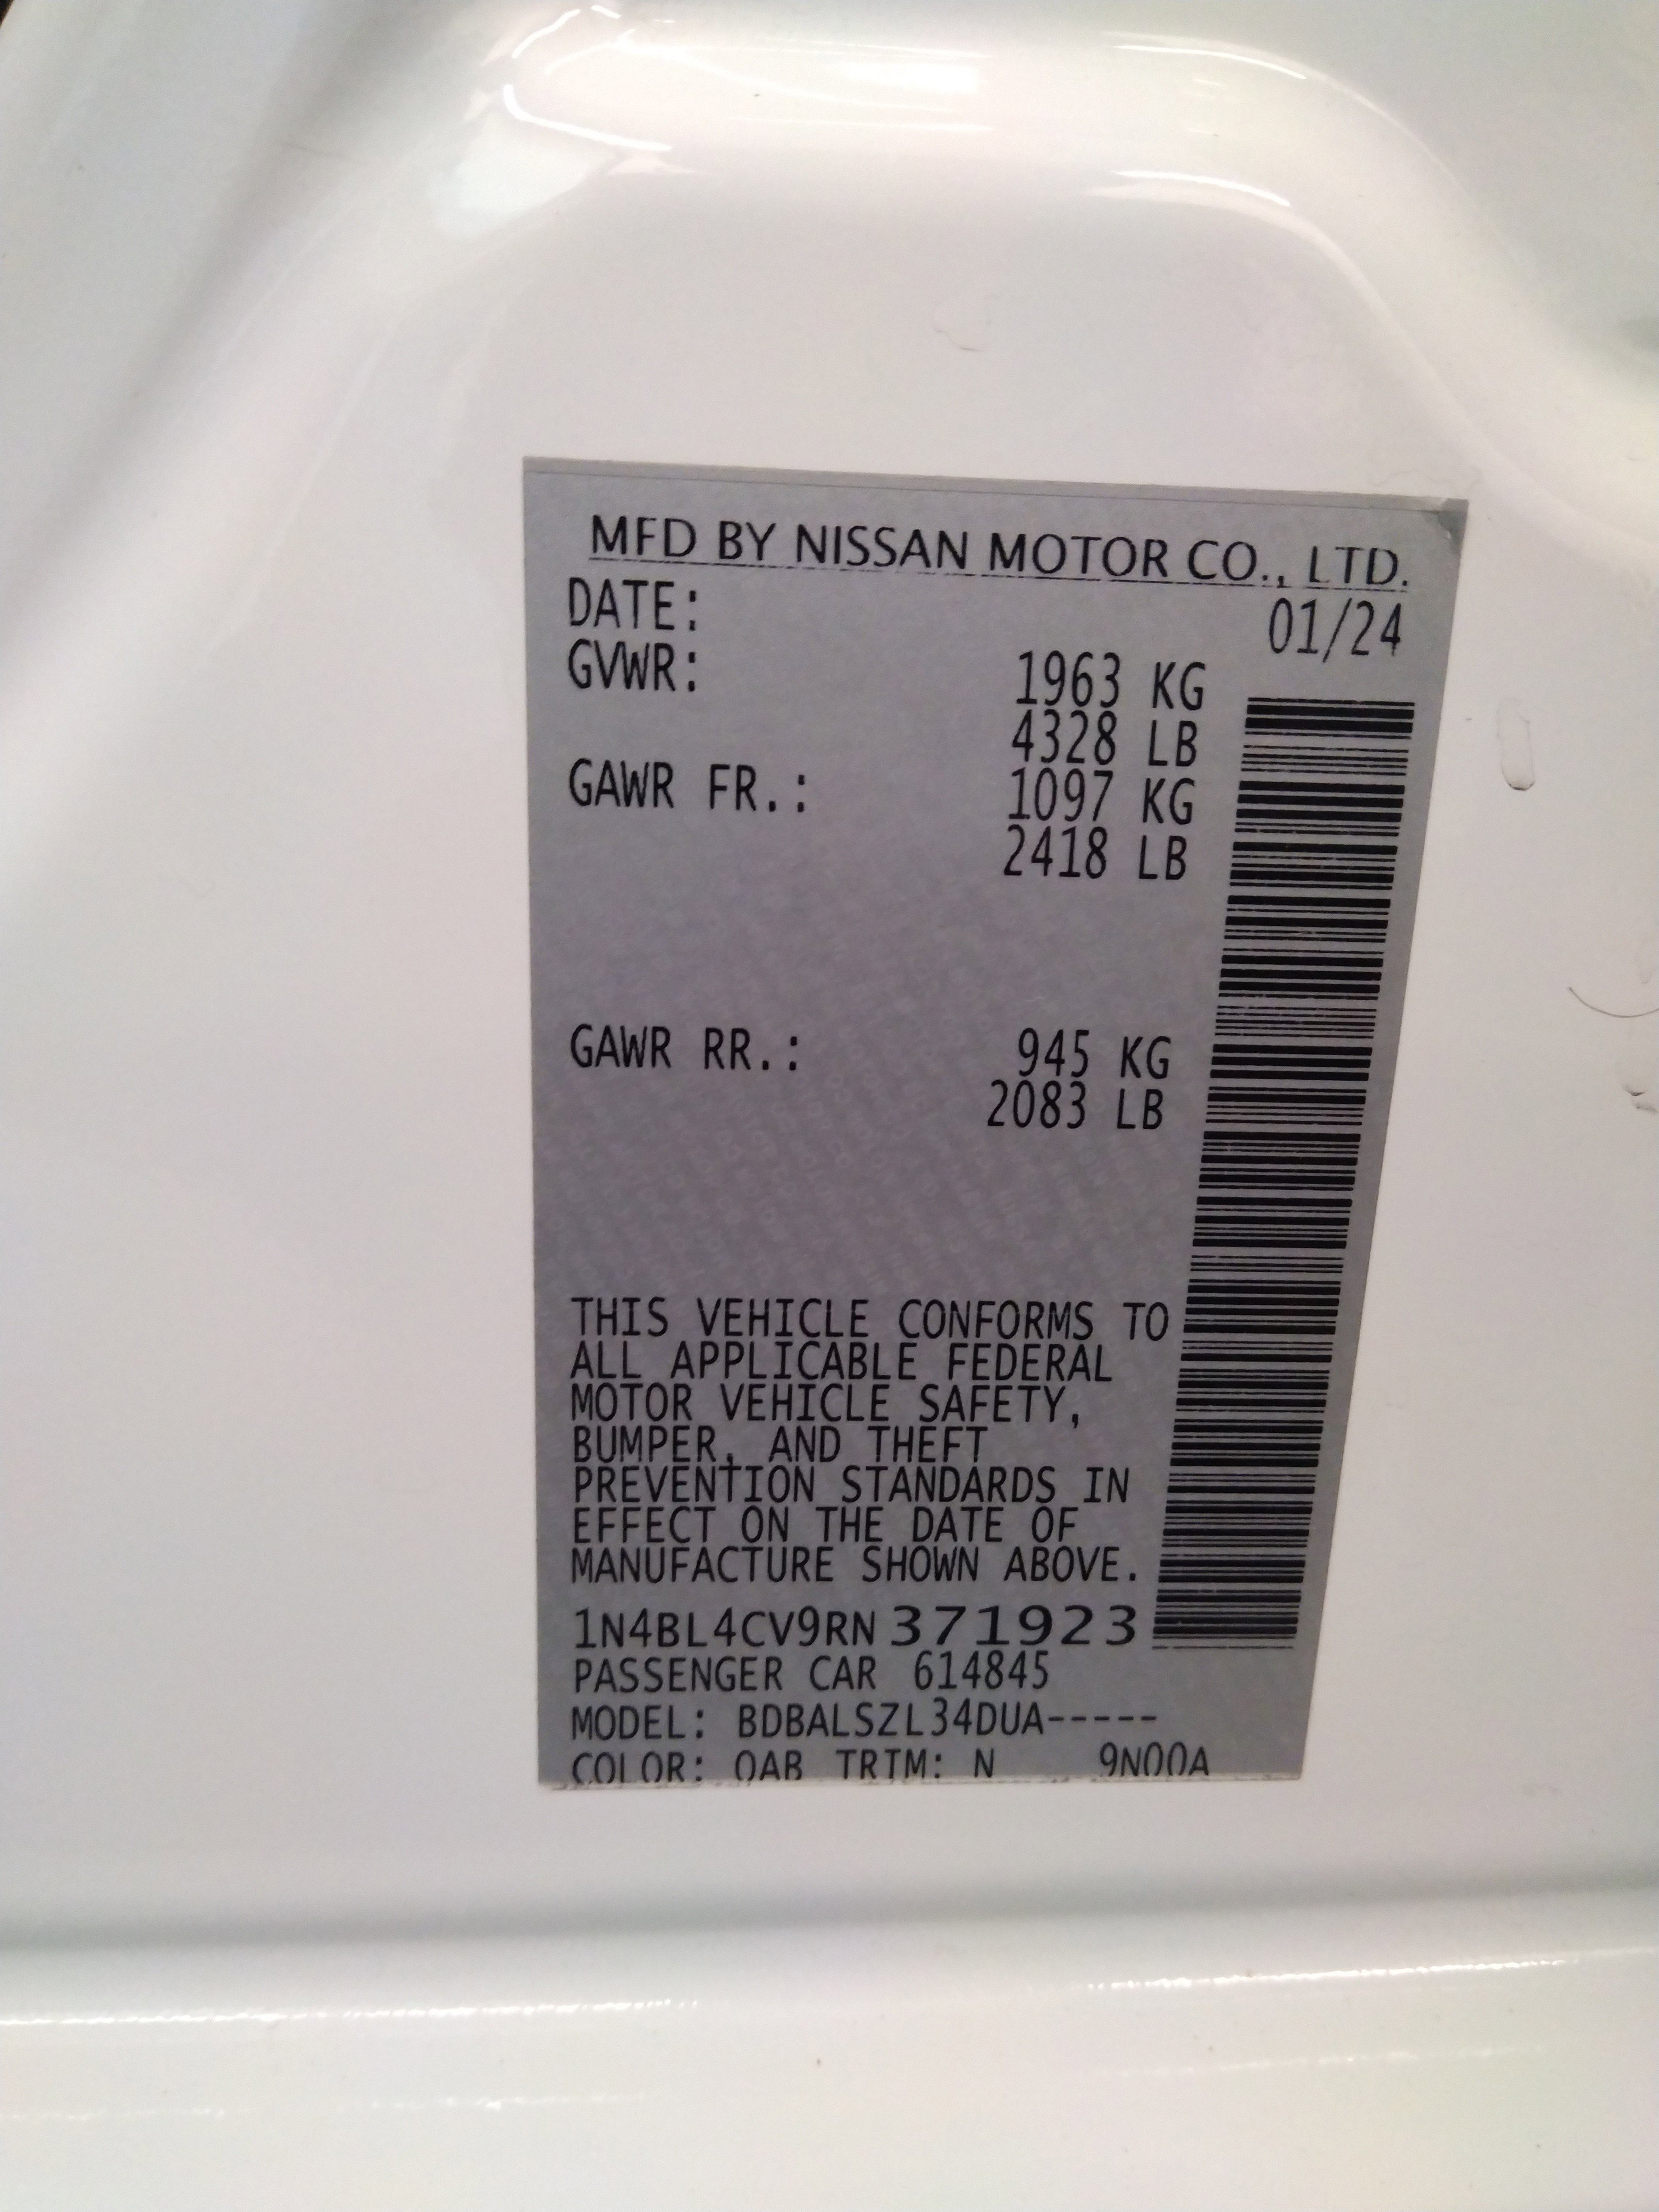 MFD BY NISSAN MOTOR CO., LTD.
DATE: 01/24
GVWR: 1963 KG
4328 LB
GAWR FR.: 1097 KG
2418 LB
GAWR RR.: 945 KG
2083 LB
THIS VEHICLE CONFORMS TO
ALL APPLICABLE FEDERAL
MOTOR VEHICLE SAFETY,
BUMPER, AND THEFT
PREVENTION STANDARDS IN
EFFECT ON THE DATE OF
MANUFACTURE SHOWN ABOVE.
1N4BL4CV9RN371923
PASSENGER CAR 614845
MODEL: BDBALSZL34DUA-----
COLOR: QAB TRIM: N 9N00A